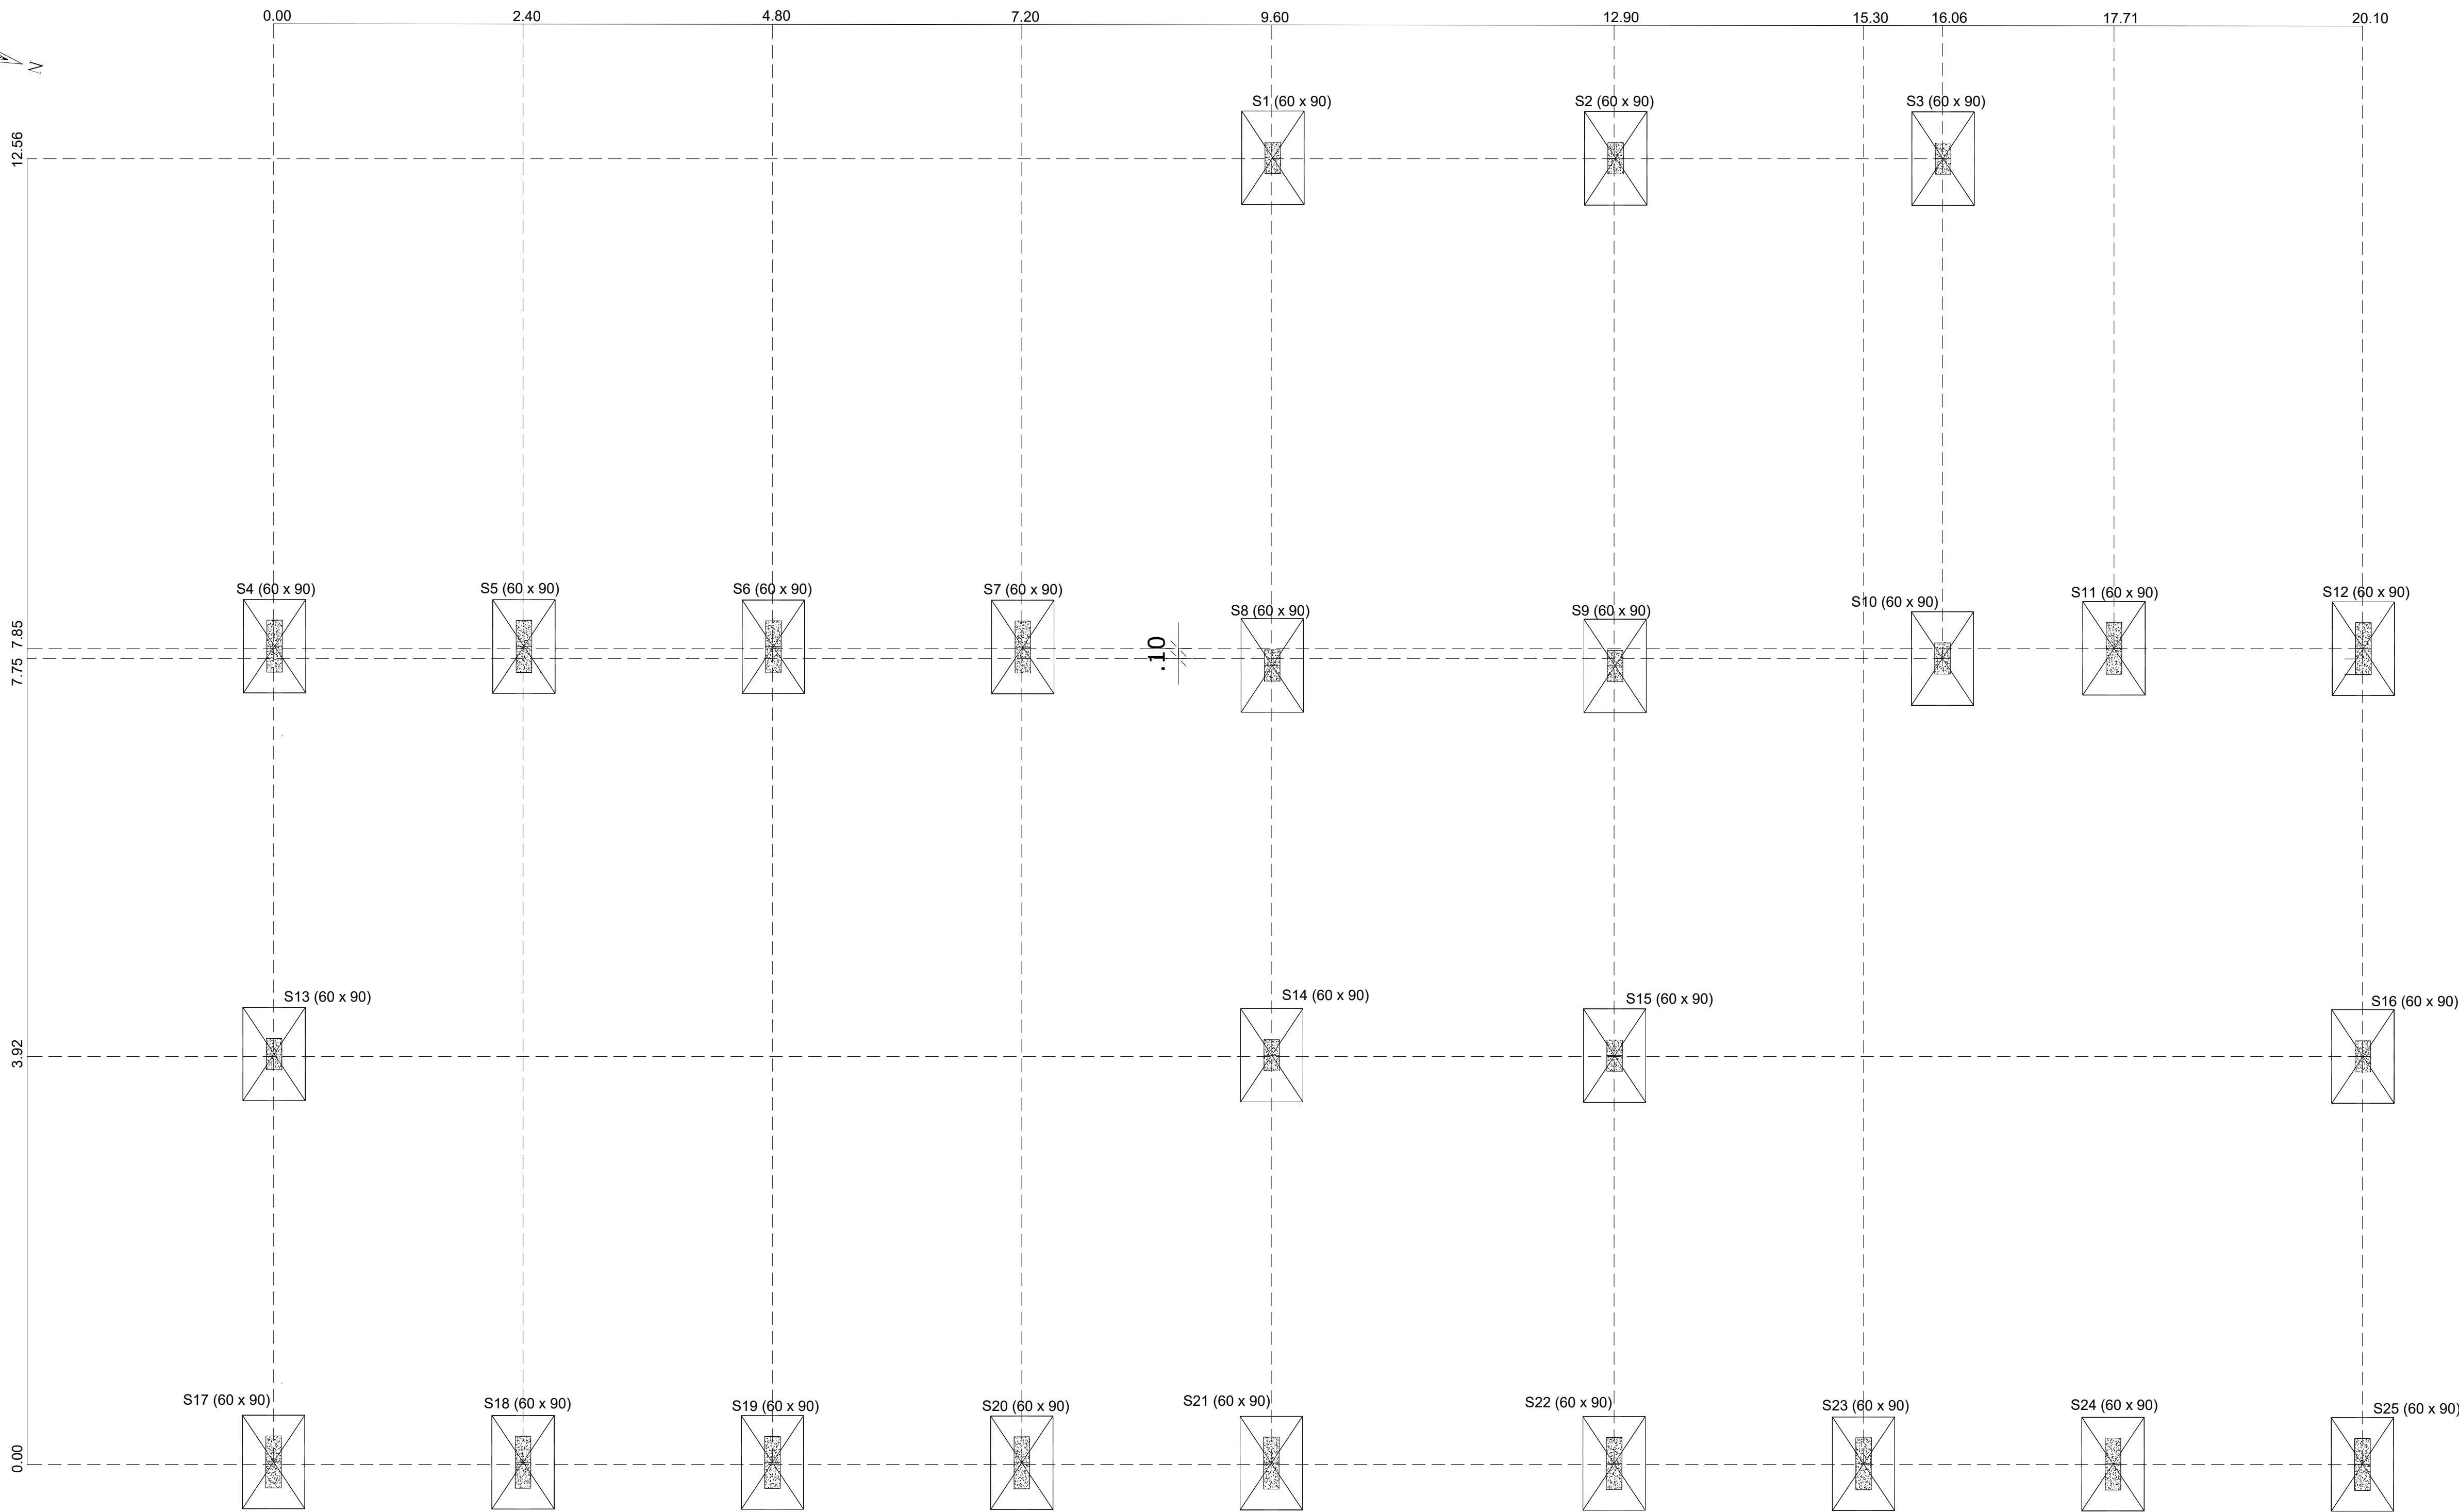 0.00 2.40 4.80 7.20 9.60 12.90 15.30 16.06 17.71 20.10
N
S1 (60 x 90) S2 (60 x 90) S3 (60 x 90)
12.56
S4 (60 x 90) S5 (60 x 90) S6 (60 x 90) S7 (60 x 90) S8 (60 x 90) S9 (60 x 90) S10 (60 x 90) S11 (60 x 90) S12 (60 x 90)
7.85
7.75
.10
S13 (60 x 90) S14 (60 x 90) S15 (60 x 90) S16 (60 x 90)
3.92
S17 (60 x 90) S18 (60 x 90) S19 (60 x 90) S20 (60 x 90) S21 (60 x 90) S22 (60 x 90) S23 (60 x 90) S24 (60 x 90) S25 (60 x 90)
0.00